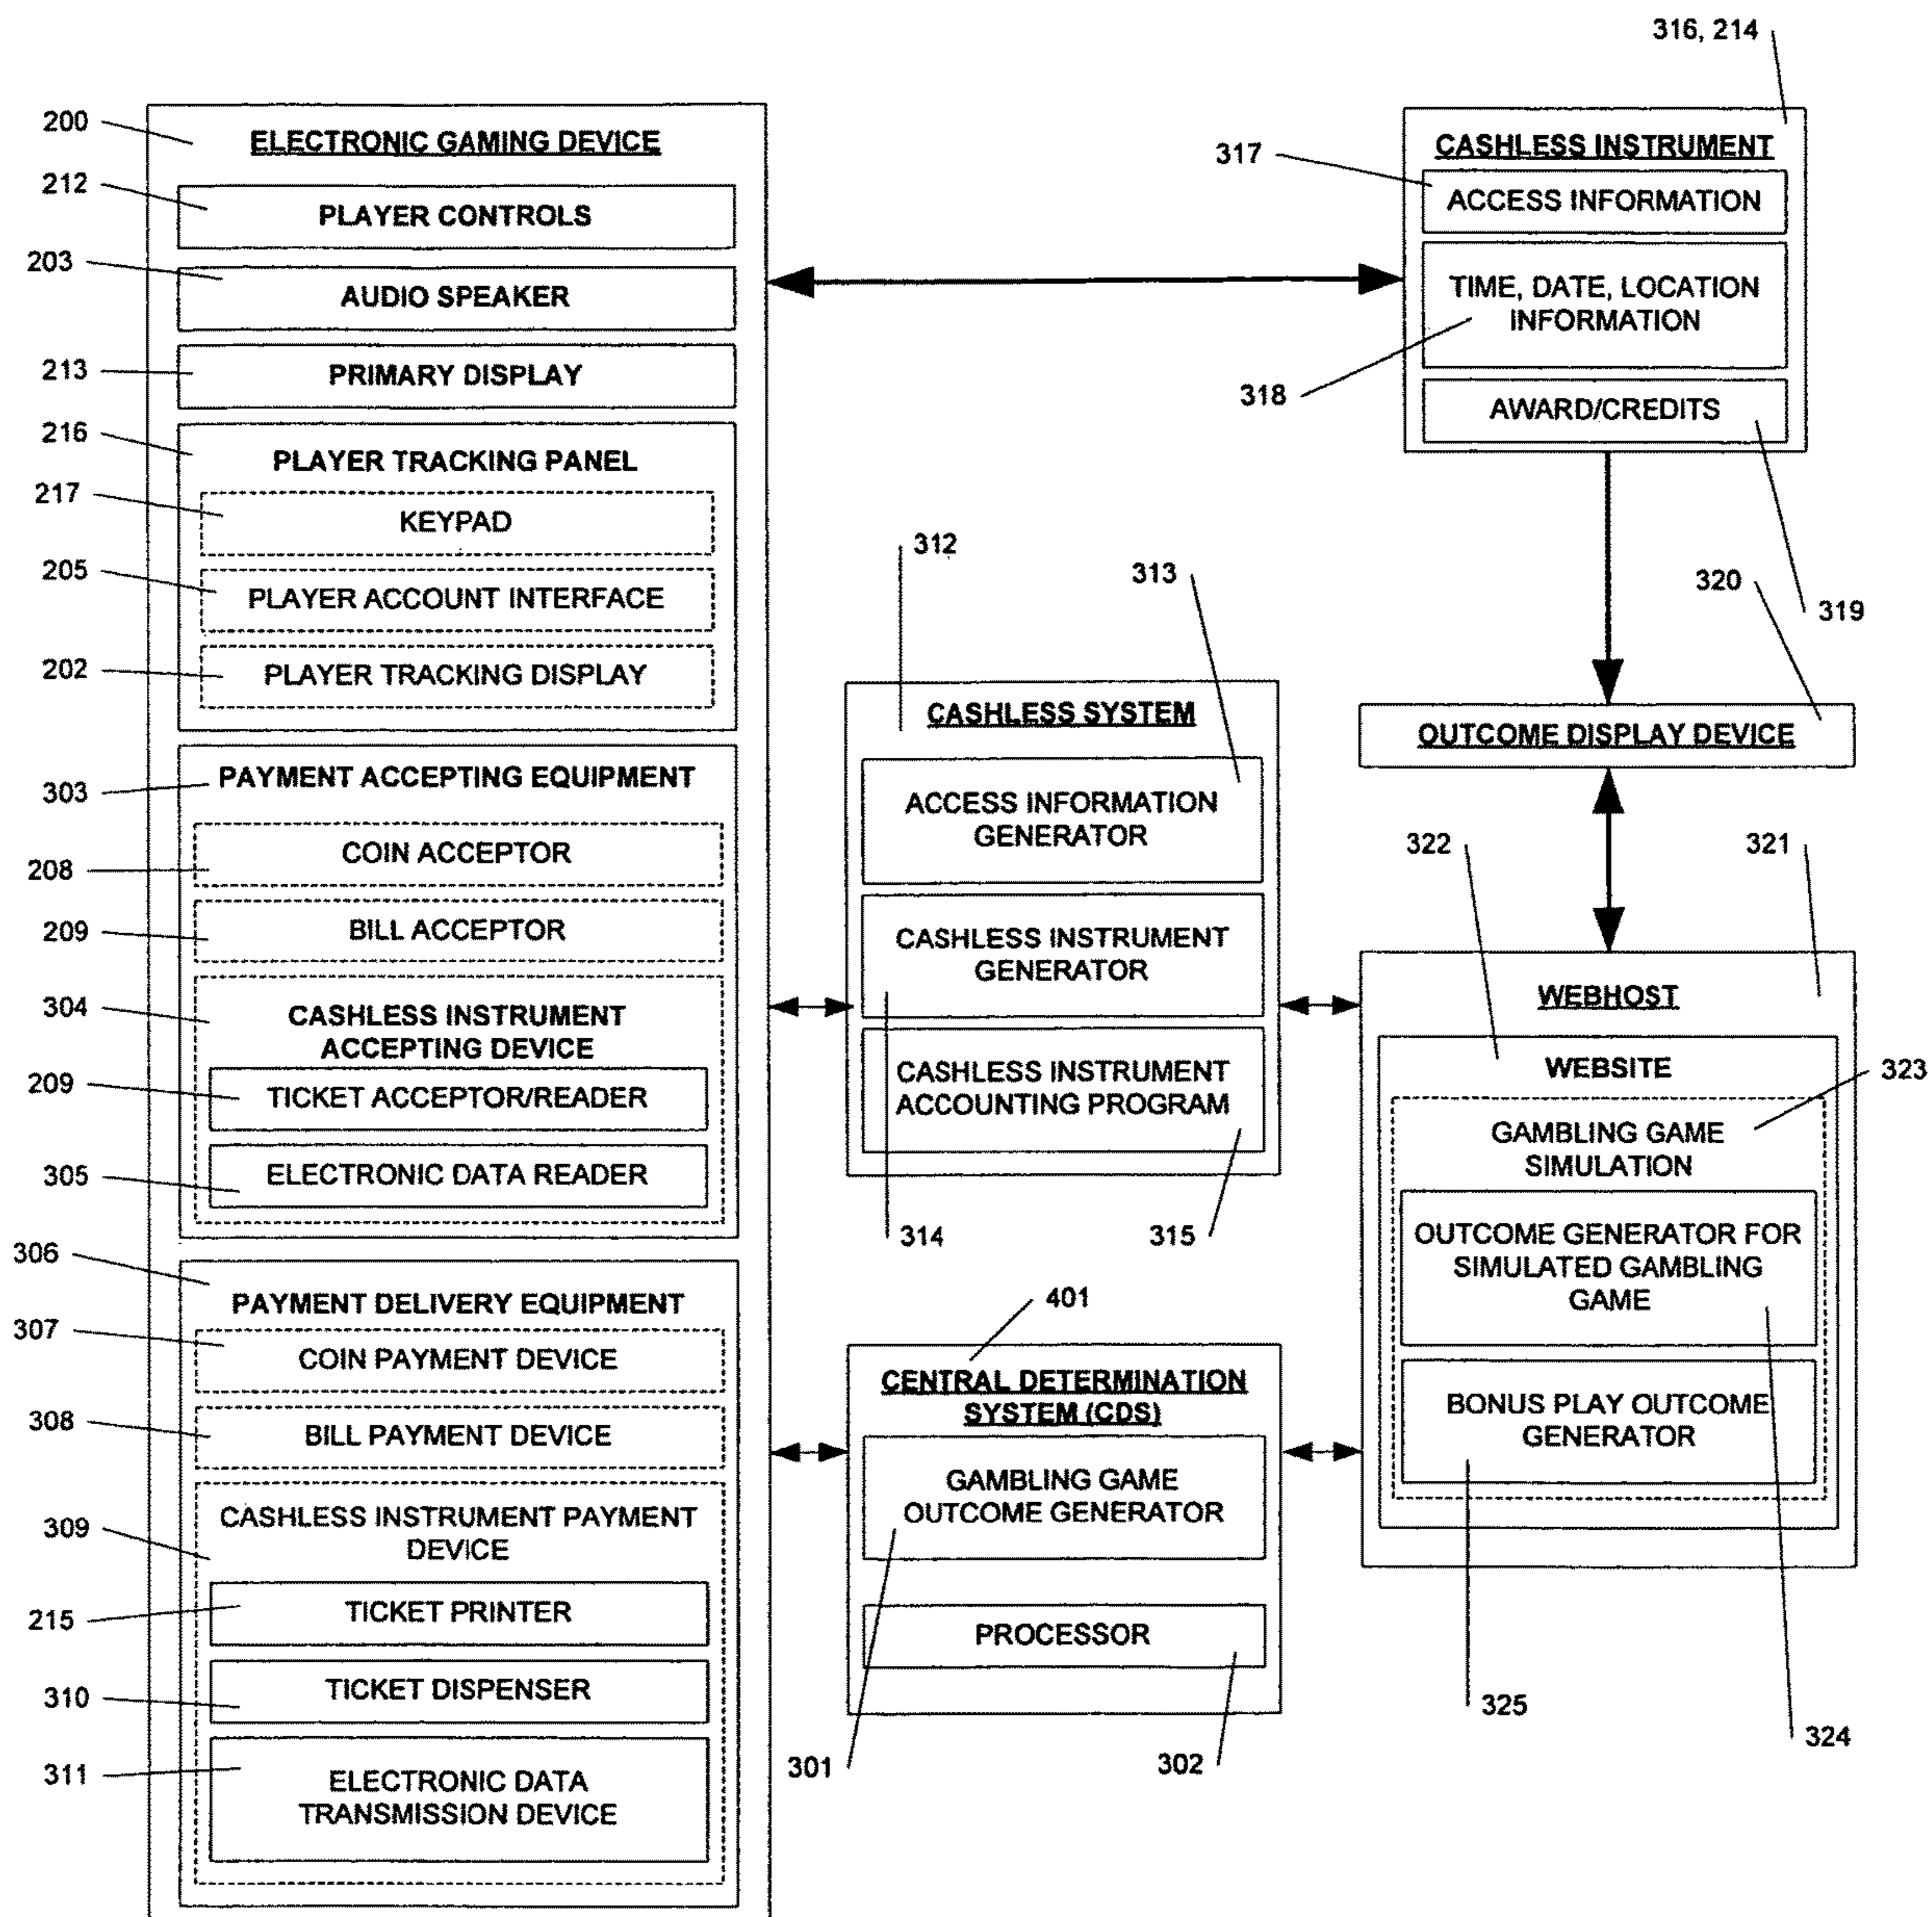 316, 214
200
ELECTRONIC GAMING DEVICE
212
PLAYER CONTROLS
203
AUDIO SPEAKER
213
PRIMARY DISPLAY
216
PLAYER TRACKING PANEL
217
KEYPAD
205
PLAYER ACCOUNT INTERFACE
202
PLAYER TRACKING DISPLAY
303
PAYMENT ACCEPTING EQUIPMENT
COIN ACCEPTOR
208
BILL ACCEPTOR
209
304
CASHLESS INSTRUMENT
ACCEPTING DEVICE
209
TICKET ACCEPTOR/READER
305
ELECTRONIC DATA READER
306
PAYMENT DELIVERY EQUIPMENT
307
COIN PAYMENT DEVICE
308
BILL PAYMENT DEVICE
309
CASHLESS INSTRUMENT PAYMENT
DEVICE
215
TICKET PRINTER
310
TICKET DISPENSER
311
ELECTRONIC DATA
TRANSMISSION DEVICE
312
313
CASHLESS SYSTEM
ACCESS INFORMATION
GENERATOR
CASHLESS INSTRUMENT
GENERATOR
CASHLESS INSTRUMENT
ACCOUNTING PROGRAM
314
315
401
CENTRAL DETERMINATION
SYSTEM (CDS)
GAMBLING GAME
OUTCOME GENERATOR
PROCESSOR
301
302
CASHLESS INSTRUMENT
317
ACCESS INFORMATION
TIME, DATE, LOCATION
INFORMATION
318
AWARD/CREDITS
319
320
OUTCOME DISPLAY DEVICE
322
321
WEBHOST
WEBSITE
323
GAMBLING GAME
SIMULATION
OUTCOME GENERATOR FOR
SIMULATED GAMBLING
GAME
BONUS PLAY OUTCOME
GENERATOR
325
324